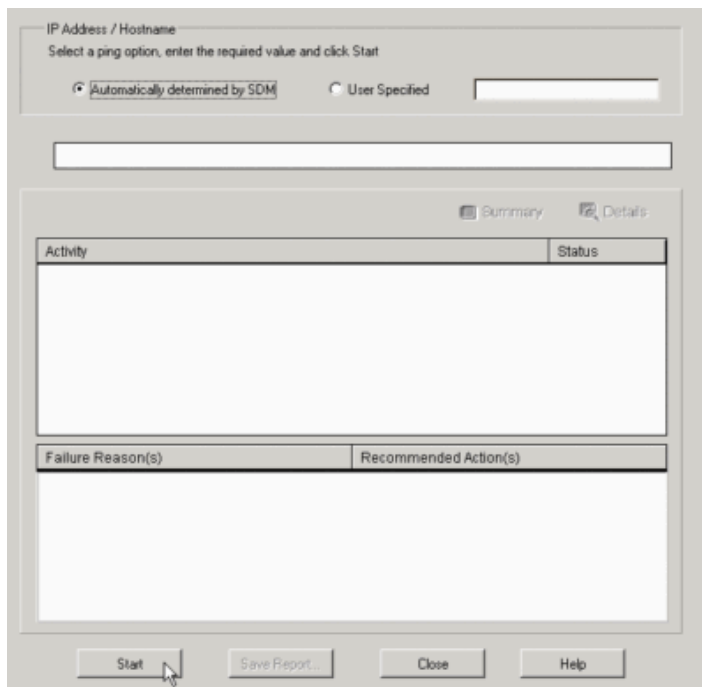 IP Address / Hostname
Select a ping option, enter the required value and click Start
Automatically determined by SDM User Specified
Summary Details
Activity Status
Failure Reason(s) Recommended Action(s)
Start Save Report... Close Help